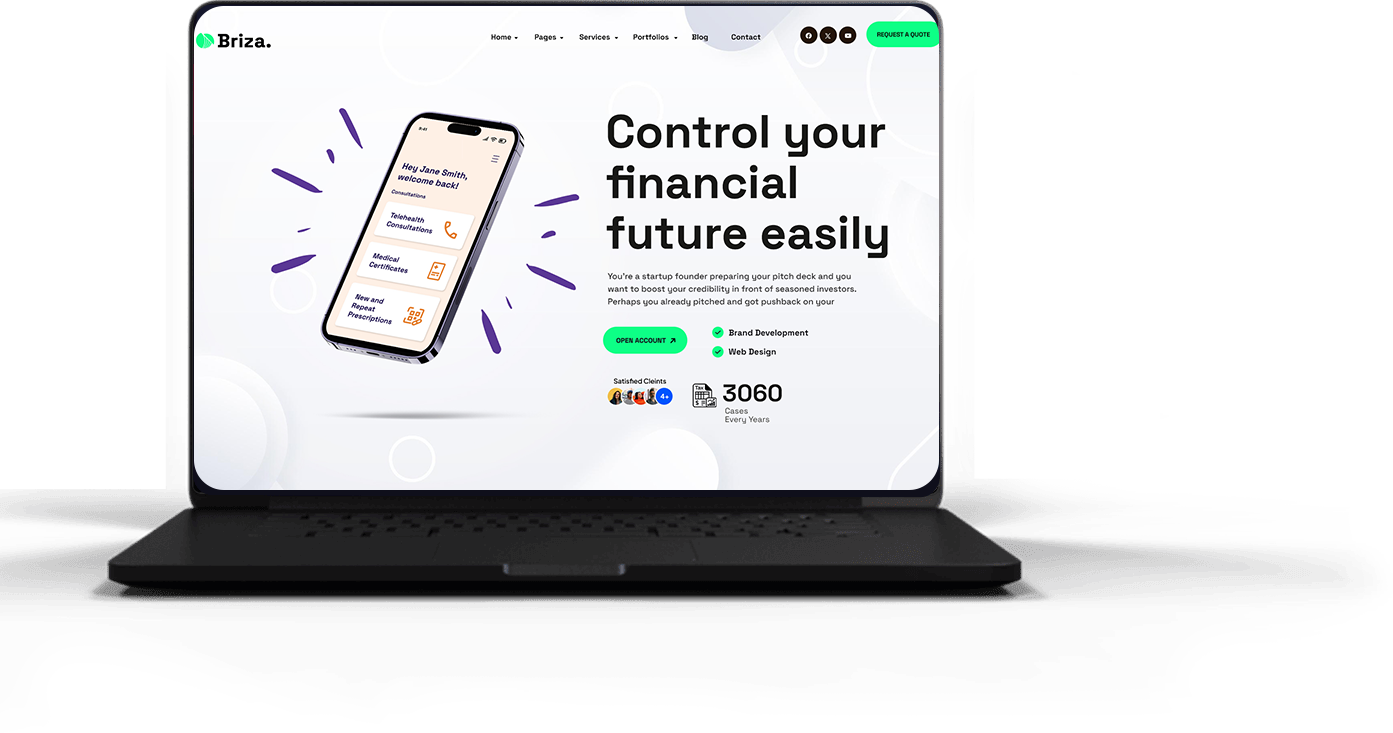 Briza.
Home
Pages
Services
Portfolios
Blog
Contact
REQUEST A QUOTE
9:41
Hey Jane Smith,
welcome back!
Consultations
Telehealth
Consultations
Medical
Certificates
New and
Repeat
Prescriptions
Control your
financial
future easily
You're a startup founder preparing your pitch deck and you
want to boost your credibility in front of seasoned investors.
Perhaps you already pitched and got pushback on your
OPEN ACCOUNT
Brand Development
Web Design
Satisfied Cleints
4+
Tax
$
3060
Cases
Every Years